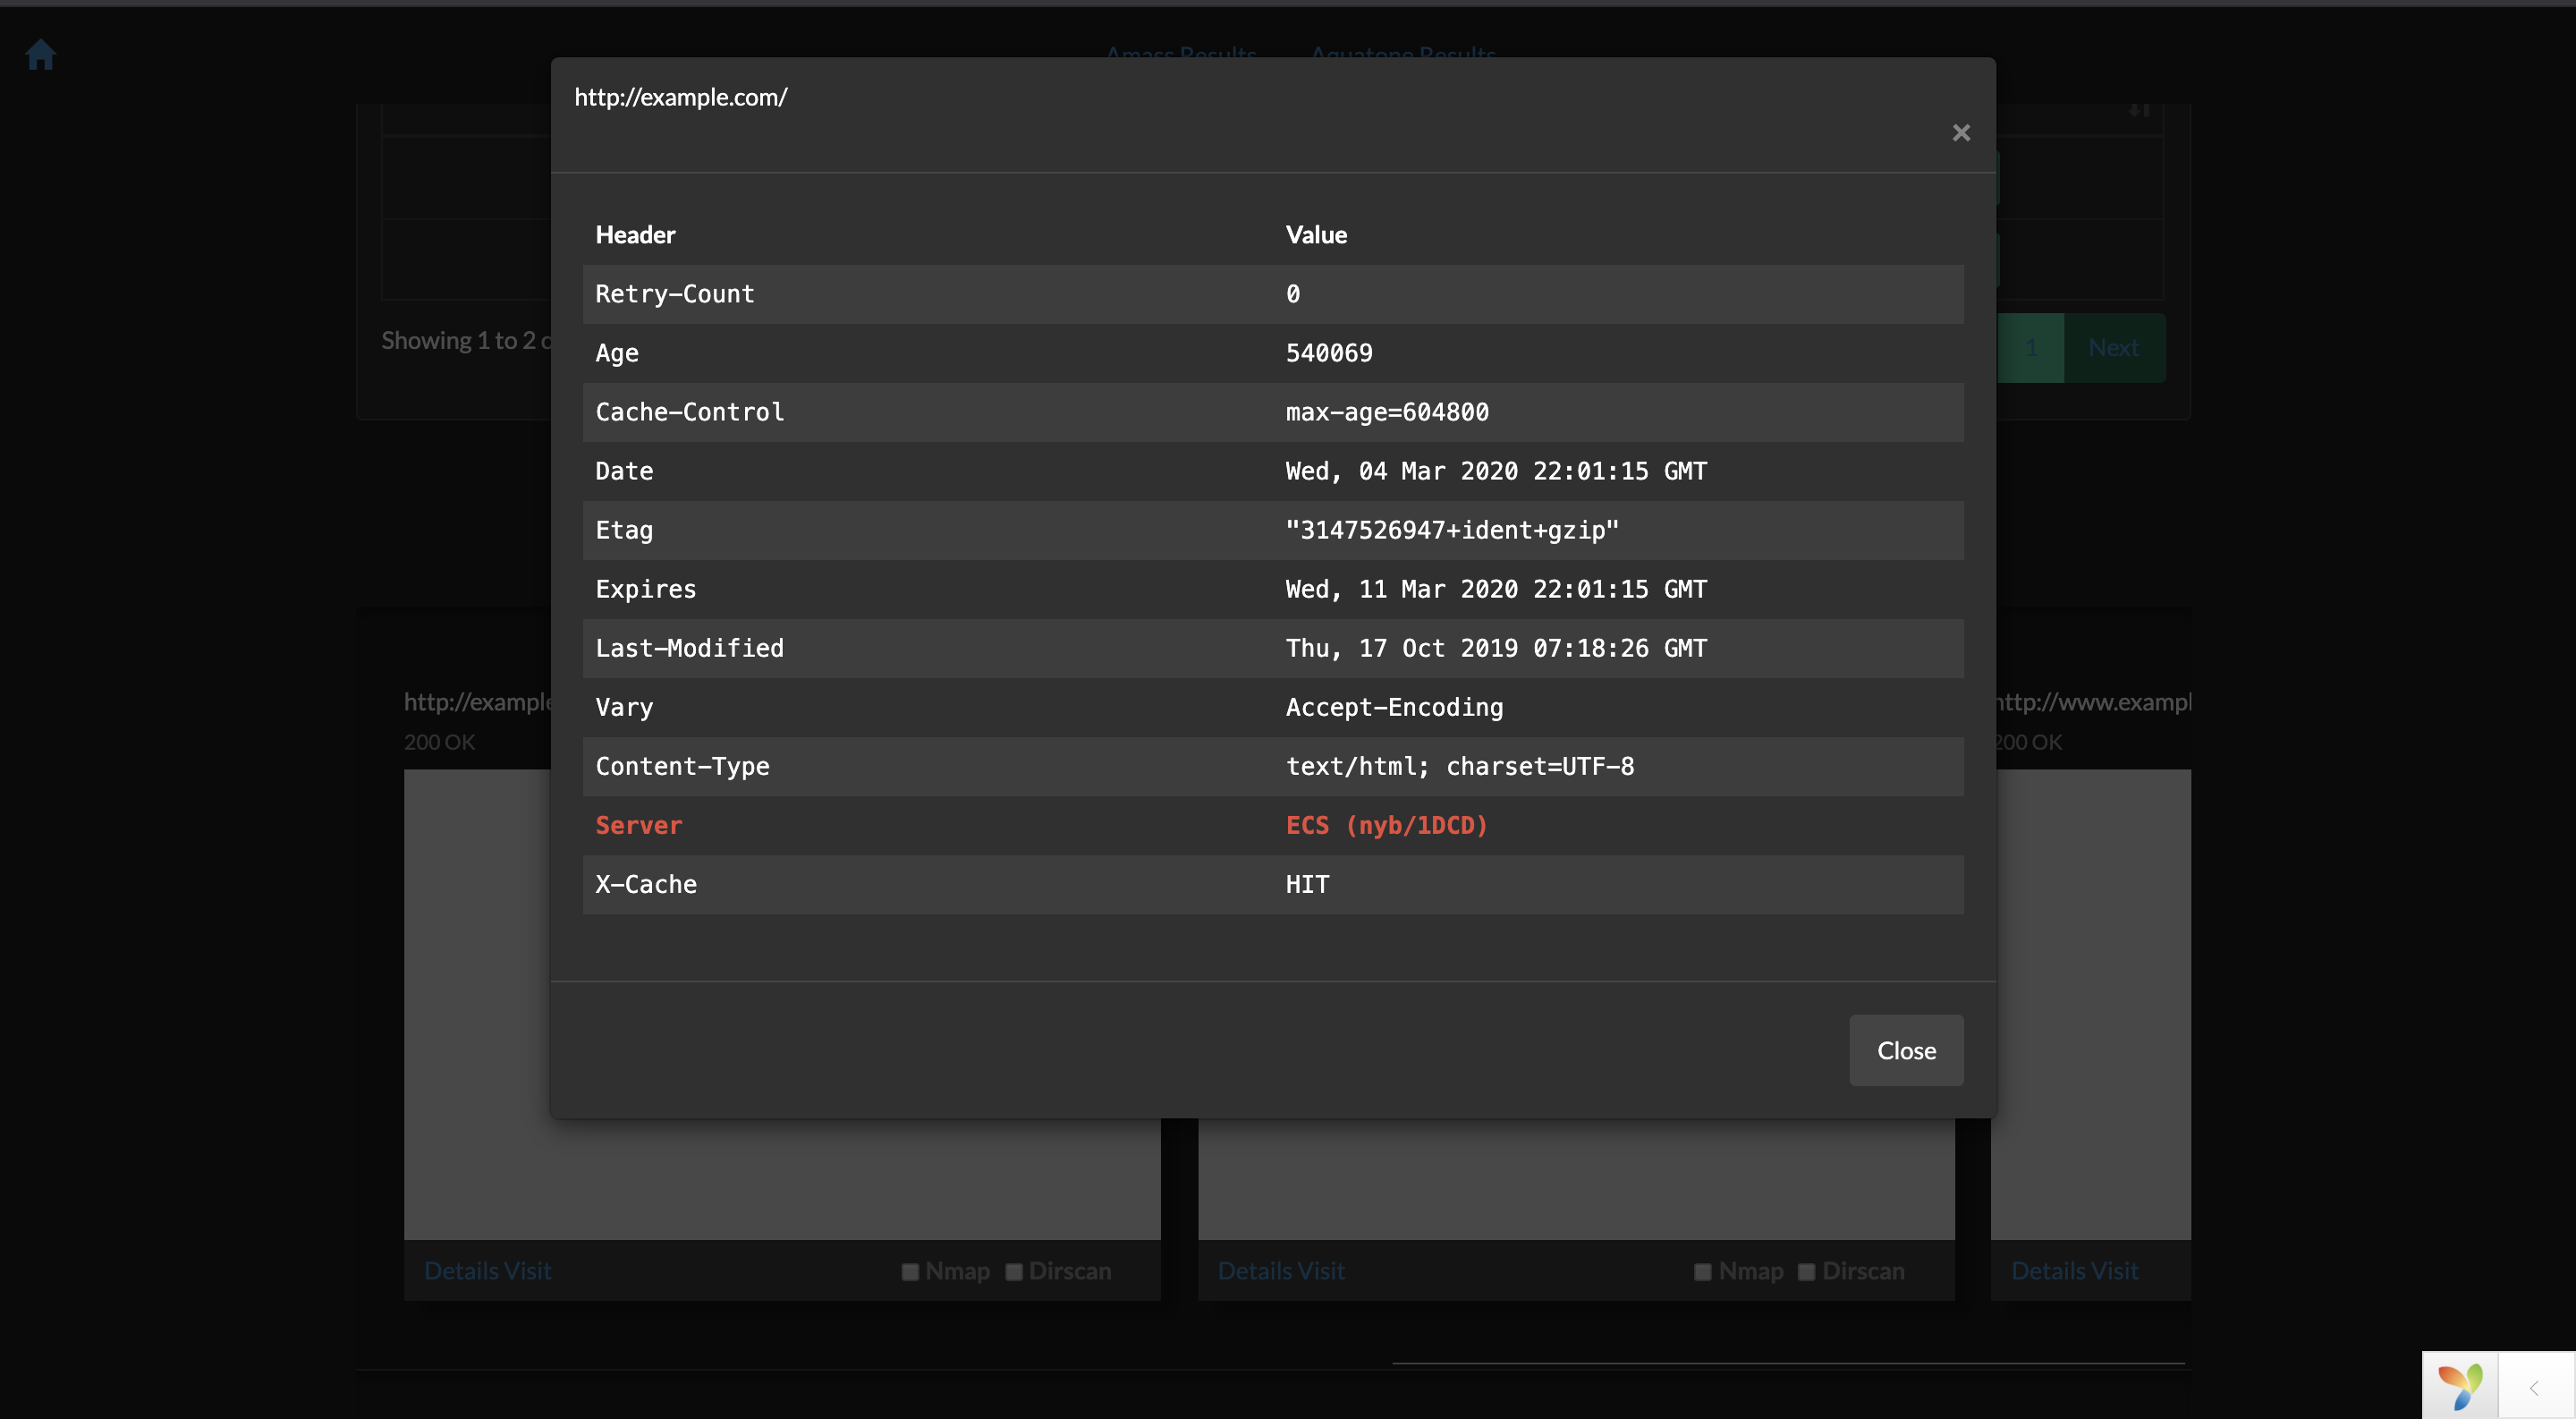 Amass Results Aquatone Results
http://example.com/
×
Header Value
Retry-Count 0
Age 540069
Cache-Control max-age=604800
Date Wed, 04 Mar 2020 22:01:15 GMT
Etag "3147526947+ident+gzip"
Expires Wed, 11 Mar 2020 22:01:15 GMT
Last-Modified Thu, 17 Oct 2019 07:18:26 GMT
Vary Accept-Encoding
Content-Type text/html; charset=UTF-8
Server ECS (nyb/1DCD)
X-Cache HIT
Close
Showing 1 to 2
1 Next
http://example
200 OK
http://www.exampl
200 OK
Details Visit Nmap Dirscan
Details Visit Nmap Dirscan
Details Visit